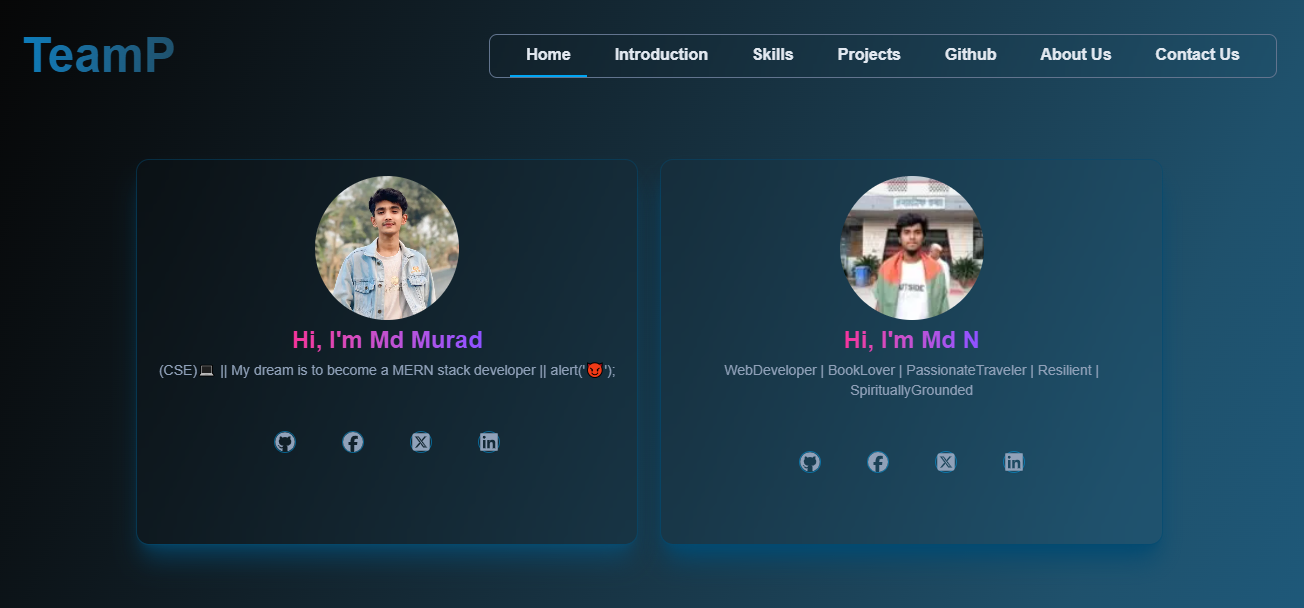 TeamP
Home Introduction Skills Projects Github About Us Contact Us
Hi, I'm Md Murad
(CSE)💻 || My dream is to become a MERN stack developer || alert('👿');
Hi, I'm Md N
WebDeveloper | BookLover | PassionateTraveler | Resilient |
SpirituallyGrounded